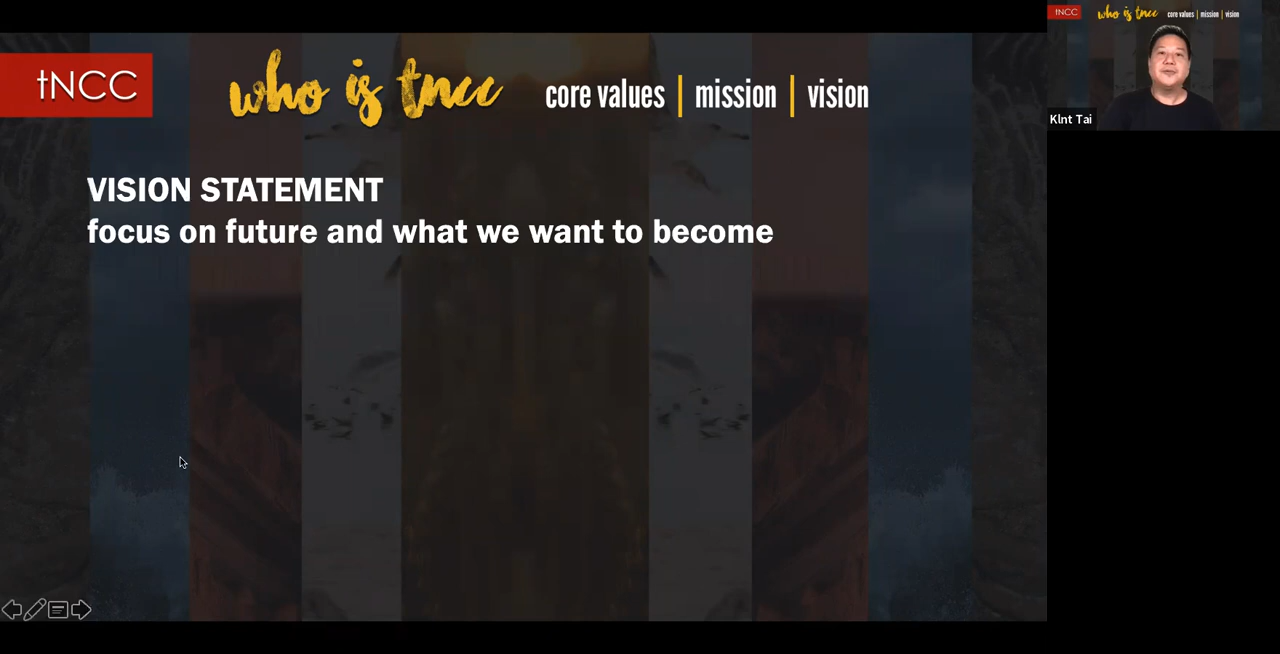 tNCC
who is tncc
core values | mission | vision
VISION STATEMENT
focus on future and what we want to become
tNCC
who is tncc
core values | mission | vision
Klnt Tai